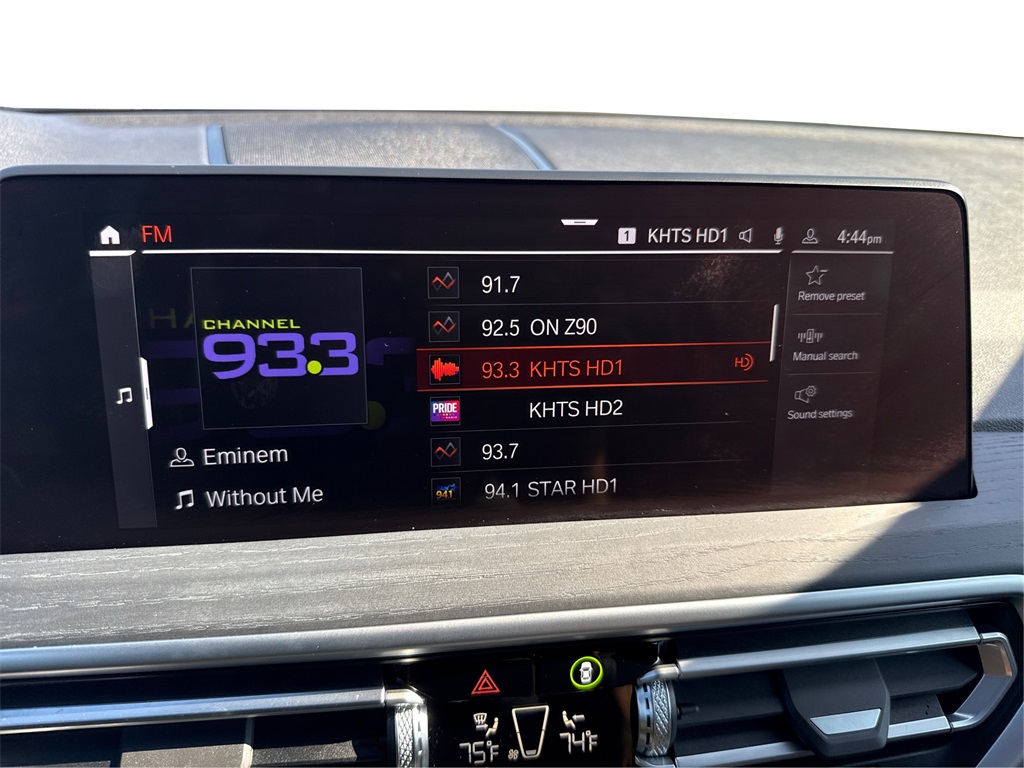 FM
1 KHTS HD1 4:44pm
CHANNEL
93.3
Eminem
Without Me
91.7
92.5 ON Z90
93.3 KHTS HD1 HD
PRIDE
KHTS HD2
93.7
941
94.1 STAR HD1
Remove preset
Manual search
Sound settings
75°F
74°F